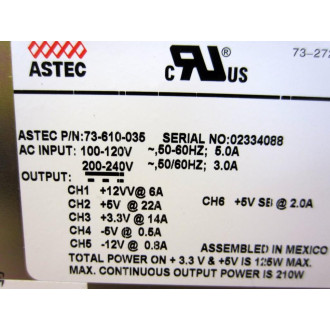 ASTEC
c RU US
73-272
ASTEC P/N:73-610-035 SERIAL NO:02334088
AC INPUT: 100-120V ~,50-60HZ; 5.0A
200-240V ~,50/60HZ; 3.0A
OUTPUT:
CH1 +12VV@ 6A
CH2 +5V @ 22A
CH6 +5V SB @ 2.0A
CH3 +3.3V @ 14A
CH4 -5V @ 0.5A
CH5 -12V @ 0.8A
ASSEMBLED IN MEXICO
TOTAL POWER ON + 3.3 V & +5V IS 125W MAX.
MAX. CONTINUOUS OUTPUT POWER IS 210W